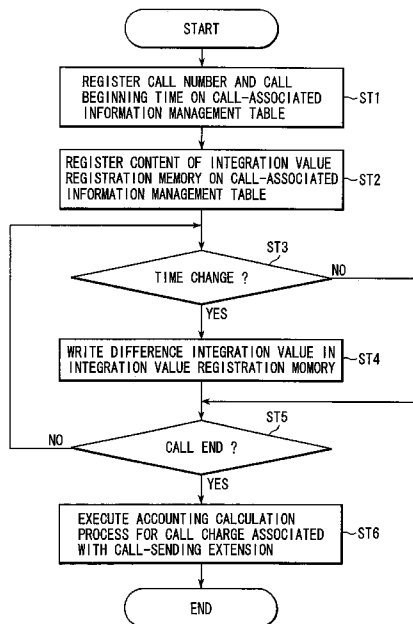 START
REGISTER CALL NUMBER AND CALL
BEGINNING TIME ON CALL-ASSOCIATED
INFORMATION MANAGEMENT TABLE
ST1
REGISTER CONTENT OF INTEGRATION VALUE
REGISTRATION MEMORY ON CALL-ASSOCIATED
INFORMATION MANAGEMENT TABLE
ST2
ST3
TIME CHANGE ?
NO
YES
WRITE DIFFERENCE INTEGRATION VALUE IN
INTEGRATION VALUE REGISTRATION MOMORY
ST4
ST5
NO
CALL END ?
YES
EXECUTE ACCOUNTING CALCULATION
PROCESS FOR CALL CHARGE ASSOCIATED
WITH CALL-SENDING EXTENSION
ST6
END